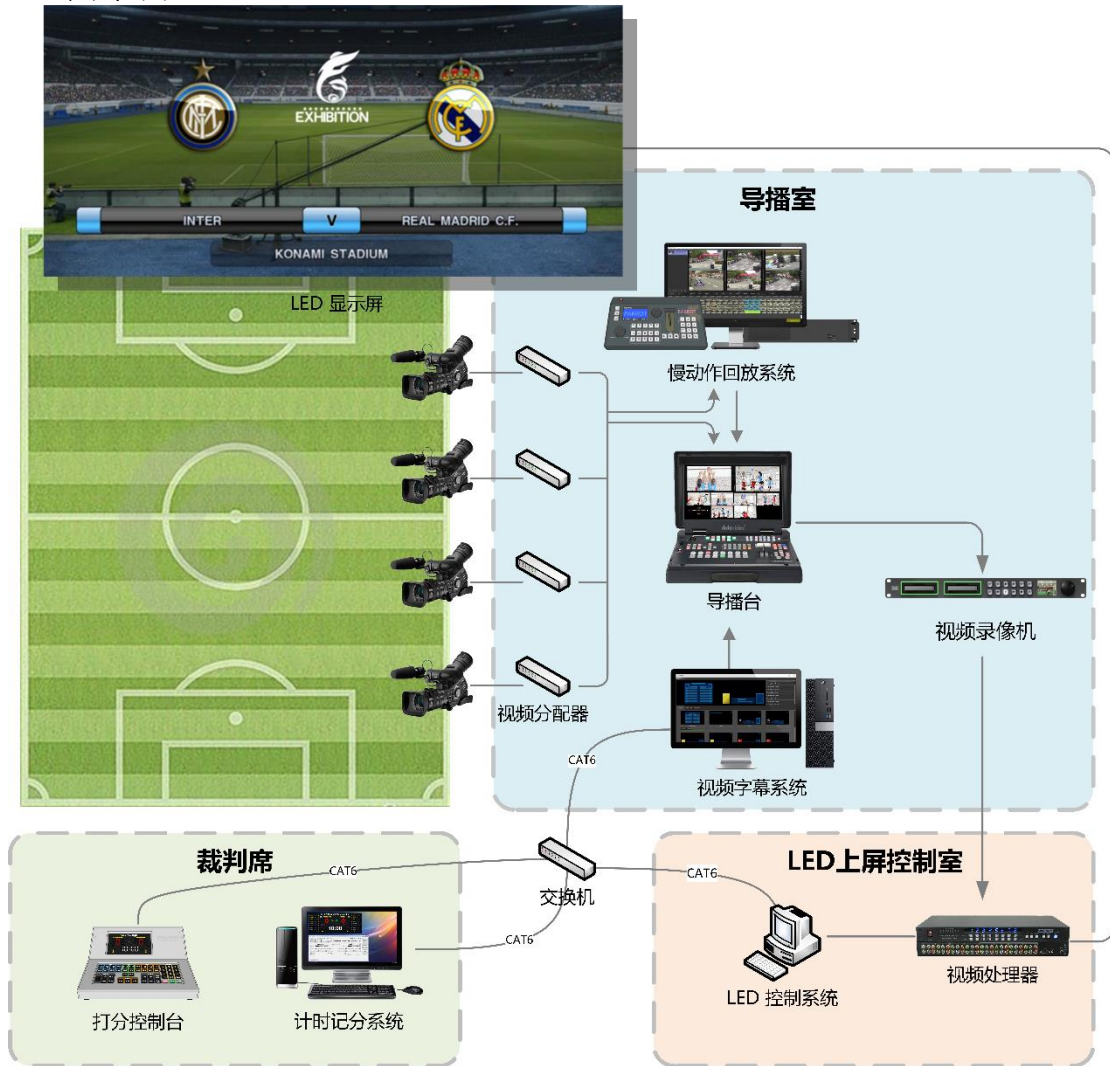 EXHIBITION
INTER
V
REAL MADRID C.F.
KONAMI STADIUM
LED 显示屏
导播室
慢动作回放系统
导播台
视频录像机
视频分配器
CAT6
视频字幕系统
裁判席
CAT6
交换机
CAT6
LED上屏控制室
CAT6
打分控制台
计时记分系统
LED 控制系统
视频处理器